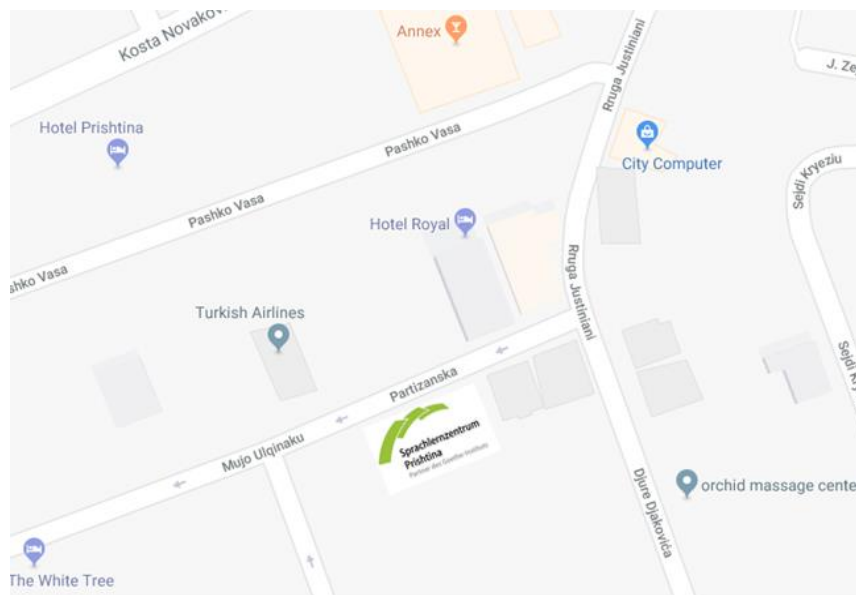 Kosta Novakov
Annex
Rruga Justiniani
J. Ze
Hotel Prishtina
Pashko Vasa
City Computer
Sejdi Kryeziu
Pashko Vasa
Hotel Royal
shko Vasa
Rruga Justiniani
Turkish Airlines
Sejdi Kry
Partizanska
Sprachlernzentrum
Prishtina
Partner des Goethe-Instituts
Mujo Ulqinaku
Djure Djakovića
orchid massage cente
The White Tree